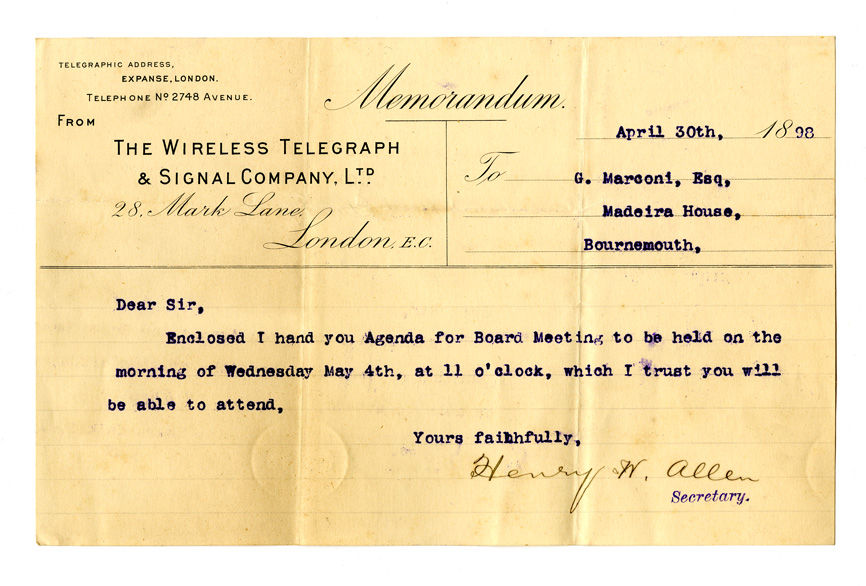 TELEGRAPHIC ADDRESS,
EXPANSE, LONDON.
TELEPHONE No 2748 AVENUE.
FROM
THE WIRELESS TELEGRAPH
& SIGNAL COMPANY, LTD.
28, Mark Lane,
London, E.C.
Memorandum.
April 30th, 1898
To G. Marconi, Esq,
Madeira House,
Bournemouth,
Dear Sir,
Enclosed I hand you Agenda for Board Meeting to be held on the
morning of Wednesday May 4th, at 11 o'clock, which I trust you will
be able to attend,
Yours faihhfully,
Henry W. Allen
Secretary.